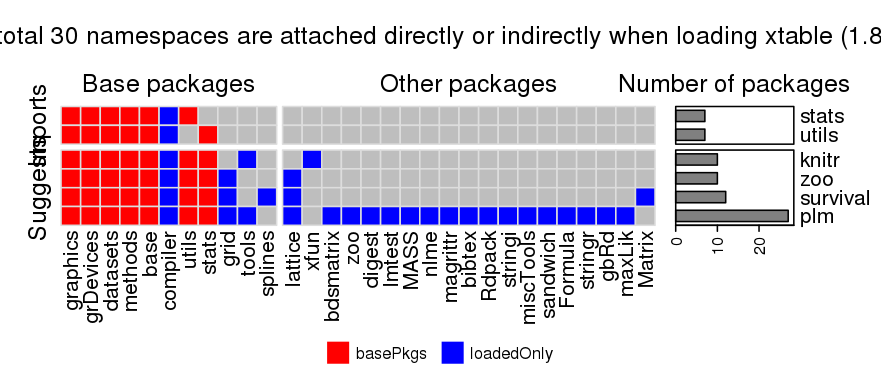 total 30 namespaces are attached directly or indirectly when loading xtable (1.8
Base packages
Other packages
Number of packages
Imports
Suggests
stats
utils
knitr
zoo
survival
plm
0
10
20
graphics
grDevices
datasets
methods
base
compiler
utils
stats
grid
tools
splines
lattice
xfun
bdsmatrix
zoo
digest
lmtest
MASS
nlme
magrittr
bibtex
Rdpack
stringi
miscTools
sandwich
Formula
stringr
gbRd
maxLik
Matrix
basePkgs
loadedOnly